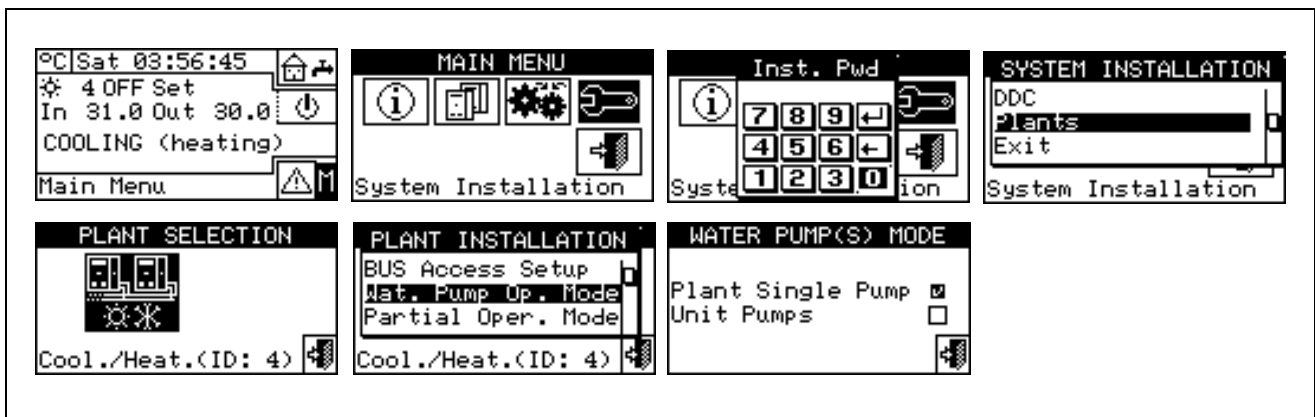 °C Sat 03:56:45
4 OFF Set
In 31.0 Out 30.0
COOLING (heating)
Main Menu M
MAIN MENU
i
System Installation
Inst. Pwd
i
7 8 9
4 5 6
1 2 3 0
Syste ion
SYSTEM INSTALLATION
DDC
Plants
Exit
System Installation
PLANT SELECTION
Cool./Heat.(ID: 4)
PLANT INSTALLATION
BUS Access Setup
Wat. Pump Op. Mode
Partial Oper. Mode
Cool./Heat.(ID: 4)
WATER PUMP(S) MODE
Plant Single Pump
Unit Pumps